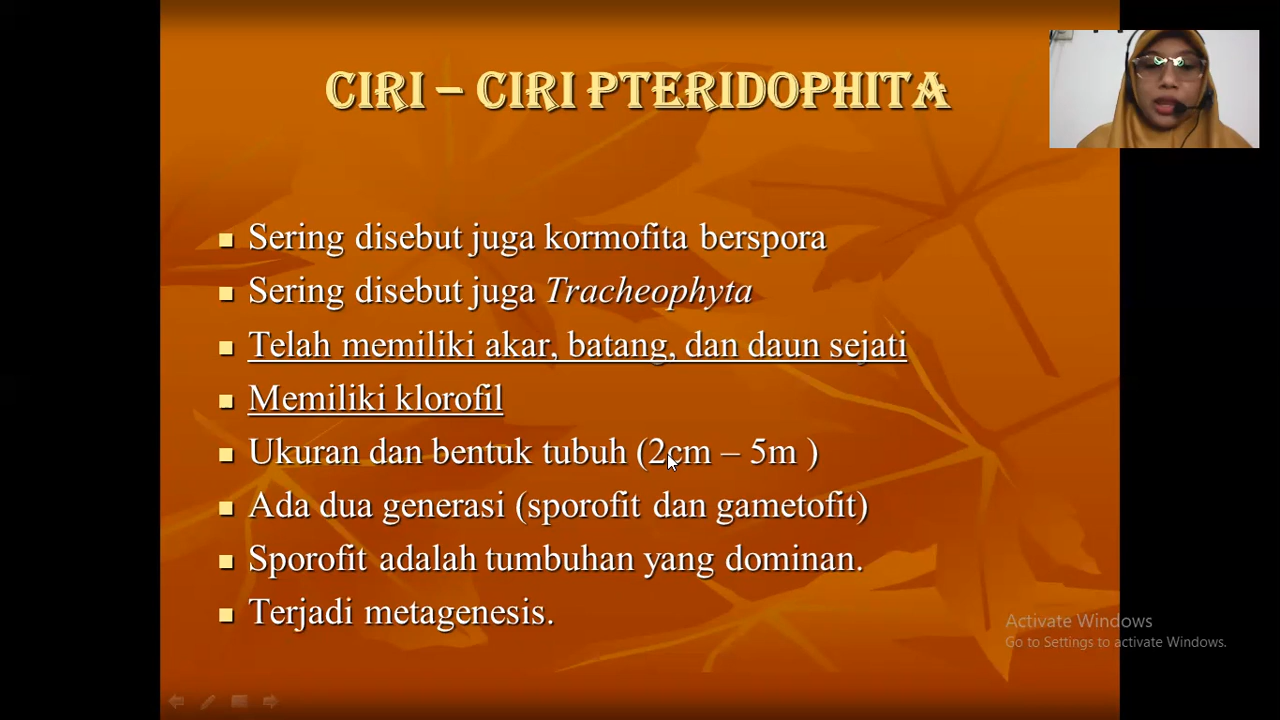 CIRI – CIRI PTERIDOPHITA
Sering disebut juga kormofita berspora
Sering disebut juga Tracheophyta
Telah memiliki akar, batang, dan daun sejati
Memiliki klorofil
Ukuran dan bentuk tubuh (2cm – 5m )
Ada dua generasi (sporofit dan gametofit)
Sporofit adalah tumbuhan yang dominan.
Terjadi metagenesis.
Activate Windows
Go to Settings to activate Windows.